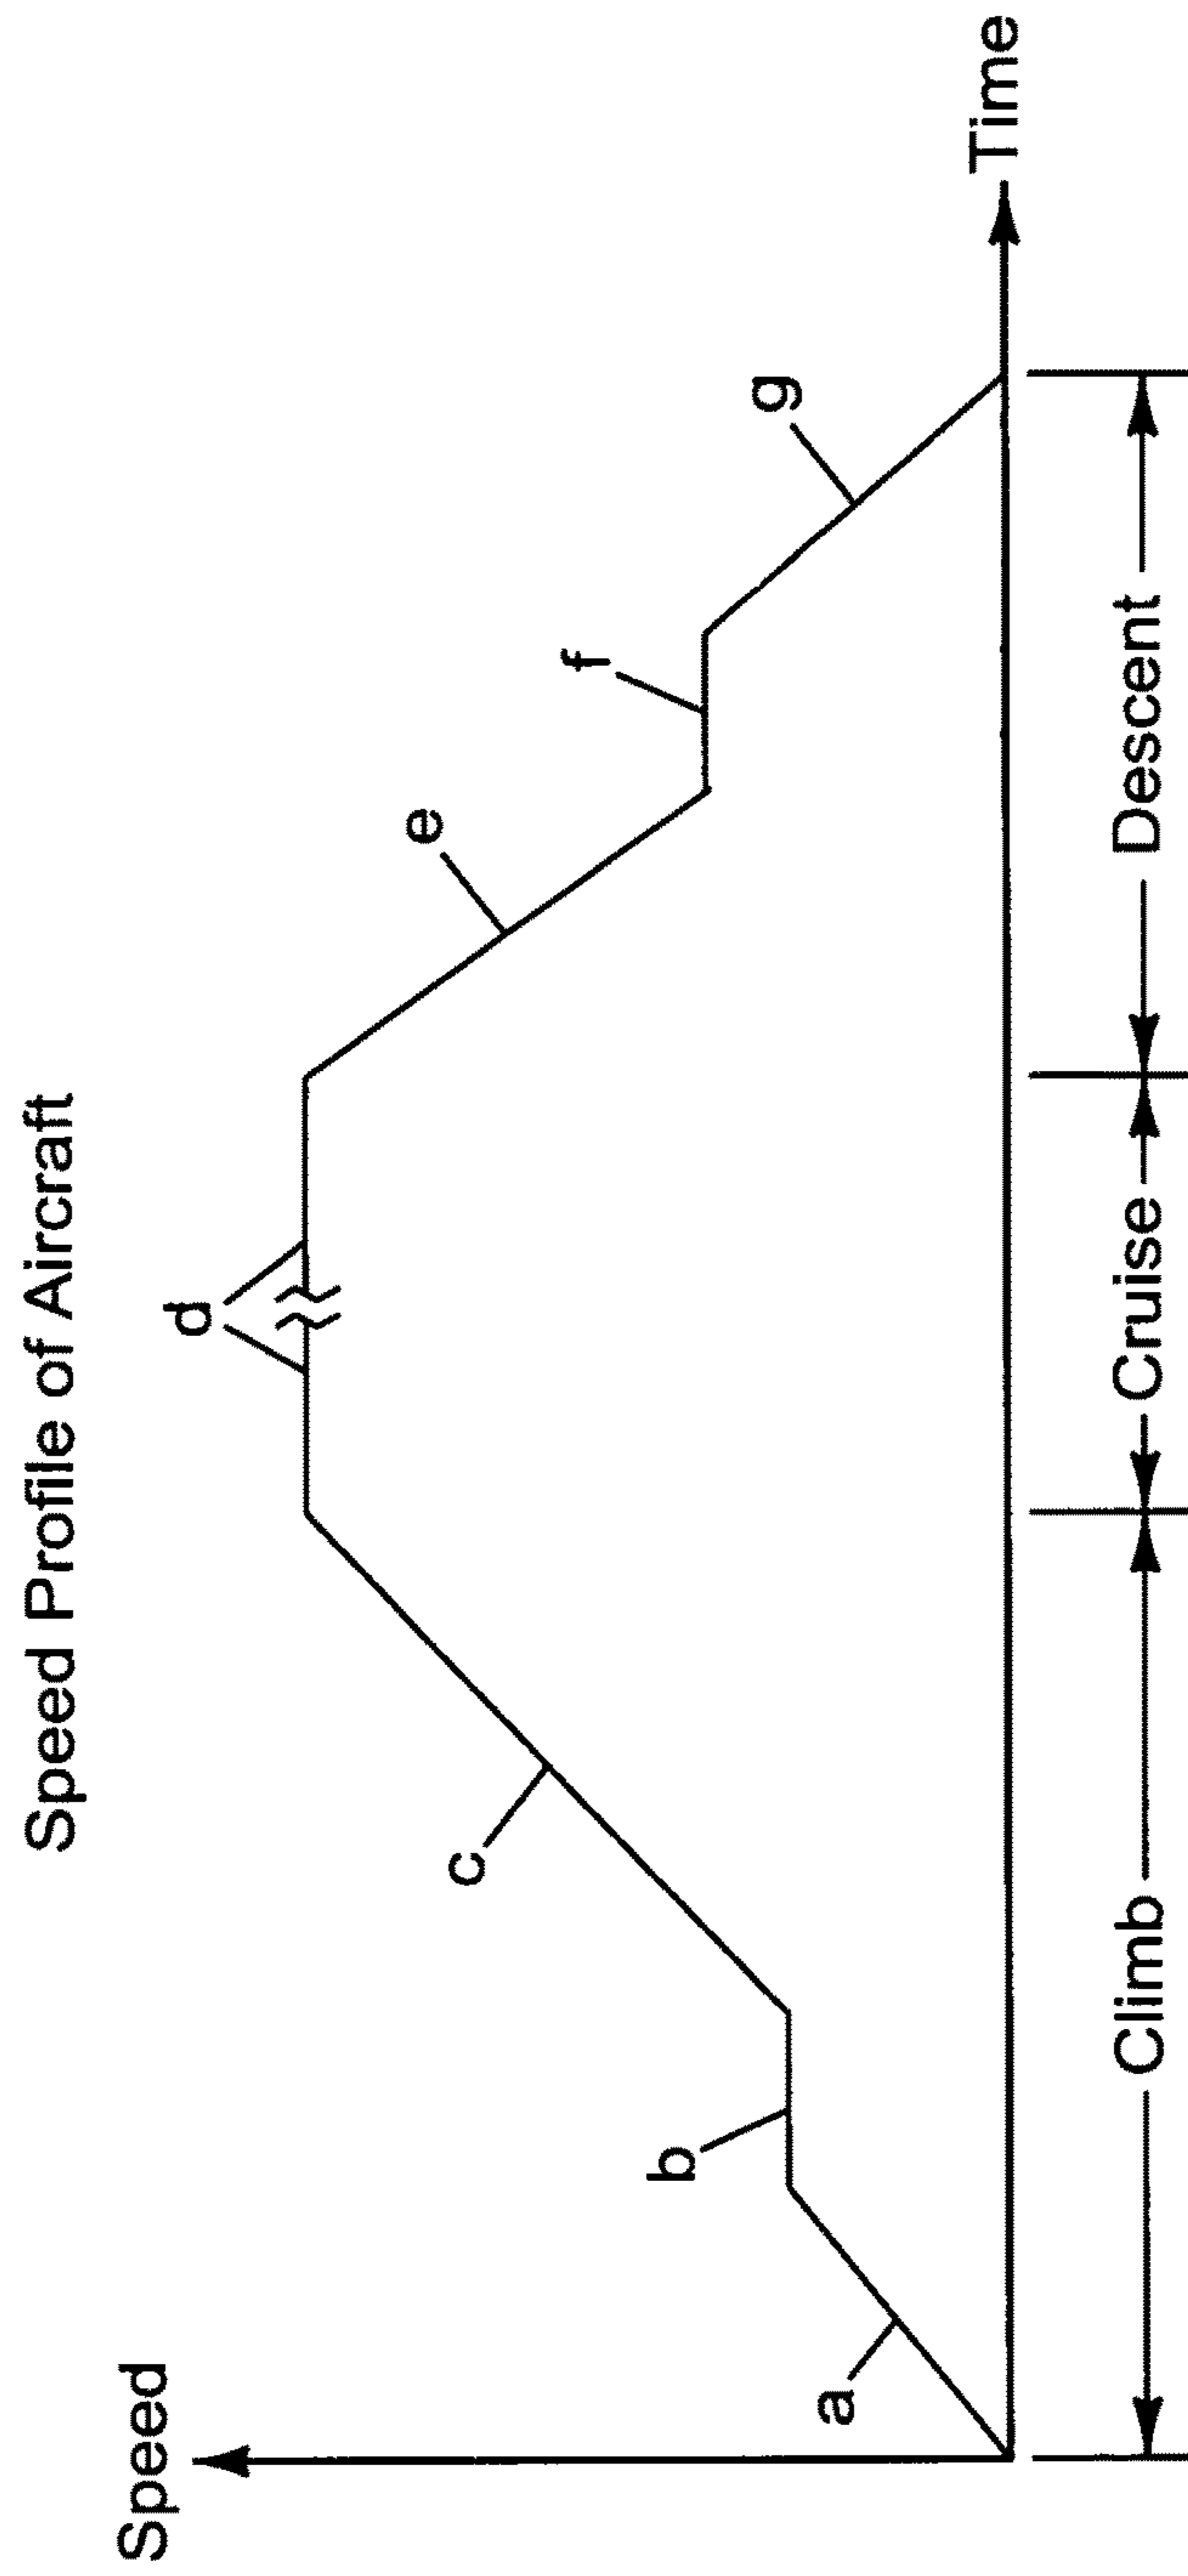 Speed Profile of Aircraft
Speed
a
b
c
d
e
f
g
Time
Climb
Cruise
Descent